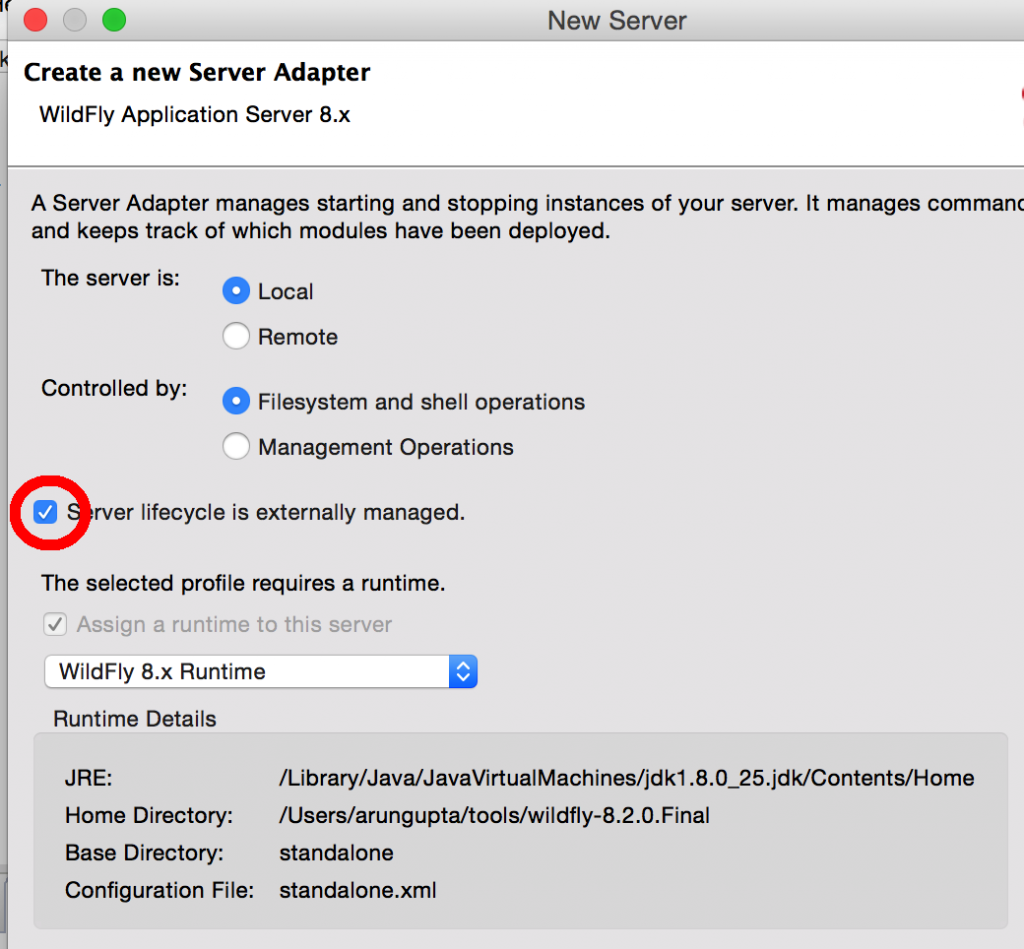 New Server
Create a new Server Adapter
WildFly Application Server 8.x
A Server Adapter manages starting and stopping instances of your server. It manages command
and keeps track of which modules have been deployed.
The server is:
Local
Remote
Controlled by:
Filesystem and shell operations
Management Operations
Server lifecycle is externally managed.
The selected profile requires a runtime.
Assign a runtime to this server
WildFly 8.x Runtime
Runtime Details
JRE: /Library/Java/JavaVirtualMachines/jdk1.8.0_25.jdk/Contents/Home
Home Directory: /Users/arungupta/tools/wildfly-8.2.0.Final
Base Directory: standalone
Configuration File: standalone.xml